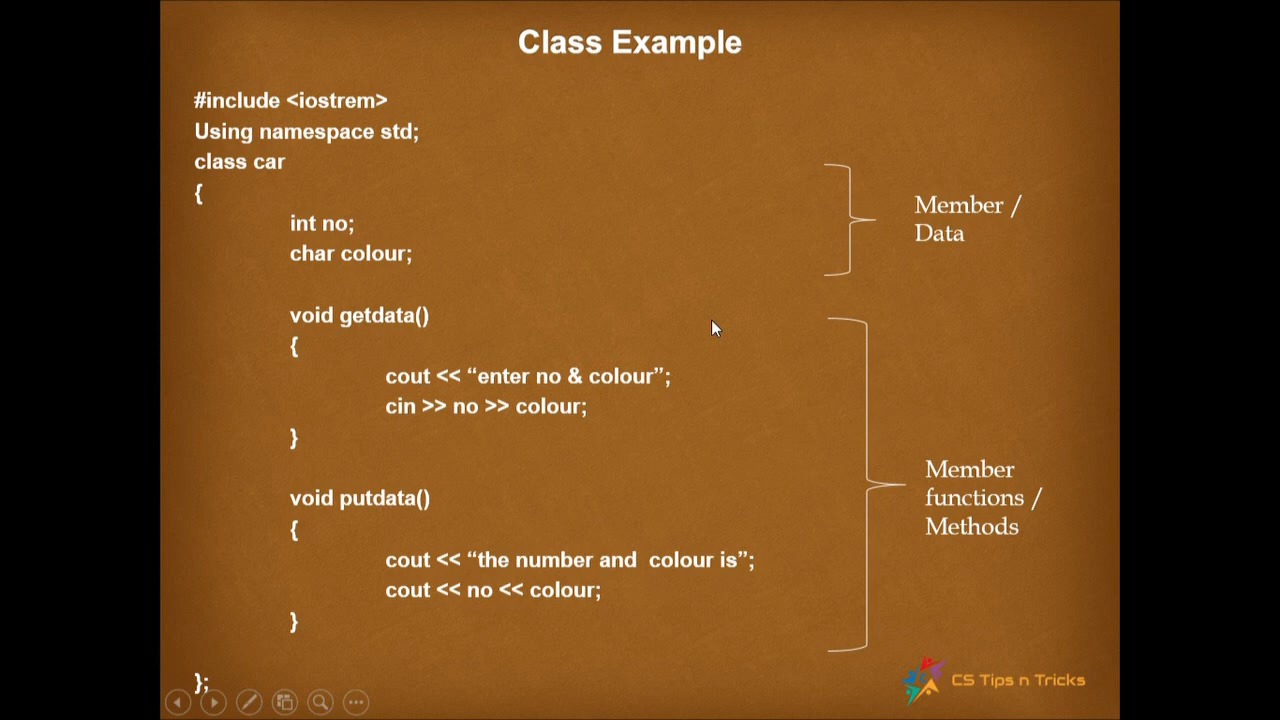 Class Example
#include <iostrem>
Using namespace std;
class car
{
int no;
char colour;
void getdata()
{
cout << “enter no & colour”;
cin >> no >> colour;
}
void putdata()
{
cout << “the number and  colour is”;
cout << no << colour;
}
};
Member /
Data
Member
functions /
Methods
CS Tips n Tricks